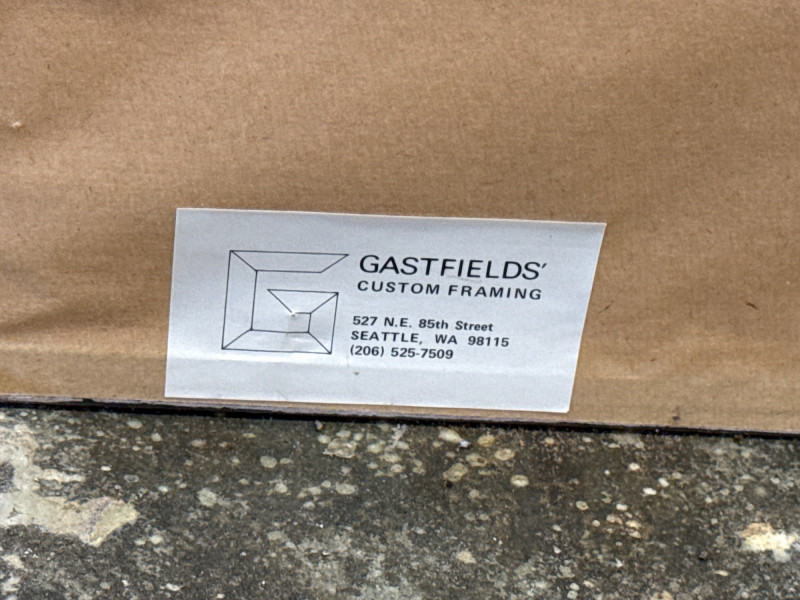 GASTFIELDS'
CUSTOM FRAMING
527 N.E. 85th Street
SEATTLE, WA 98115
(206) 525-7509